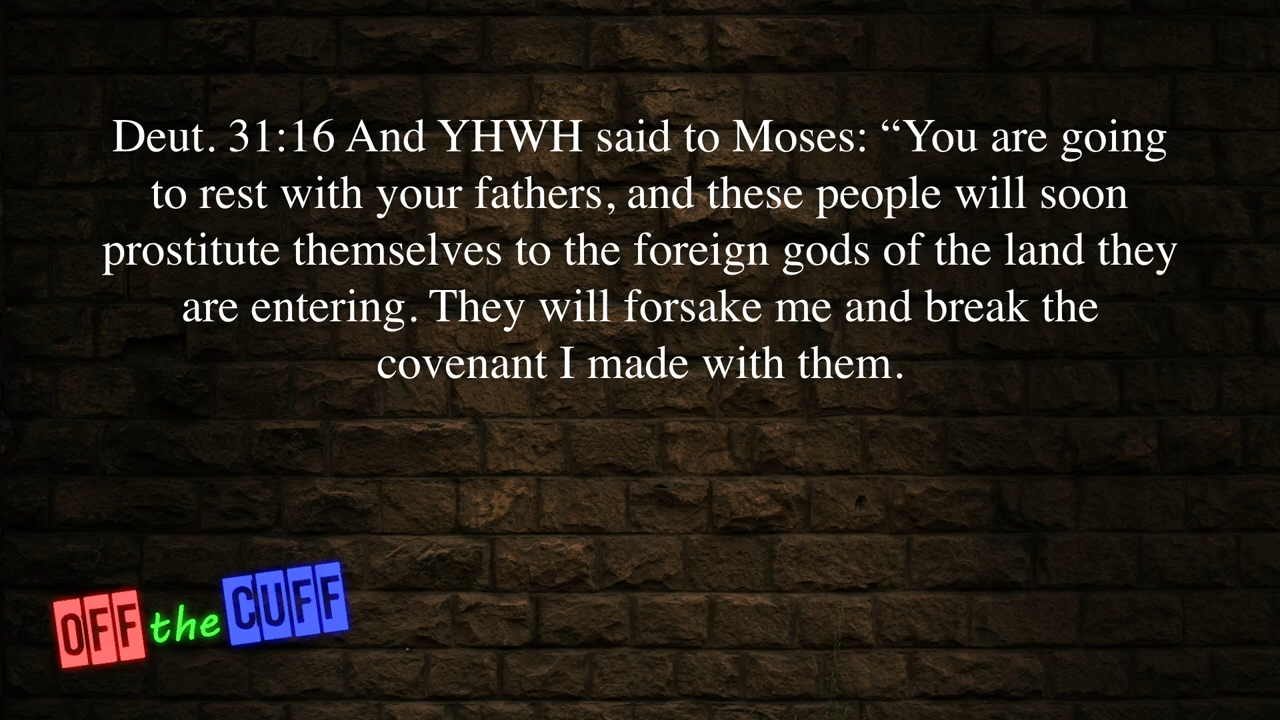 Deut. 31:16 And YHWH said to Moses: “You are going
to rest with your fathers, and these people will soon
prostitute themselves to the foreign gods of the land they
are entering. They will forsake me and break the
covenant I made with them.
OFF the CUFF